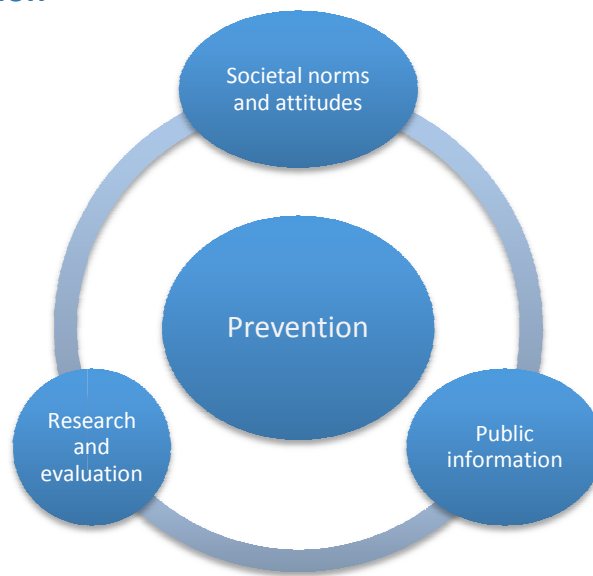 Societal norms
and attitudes
Prevention
Research
and
evaluation
Public
information